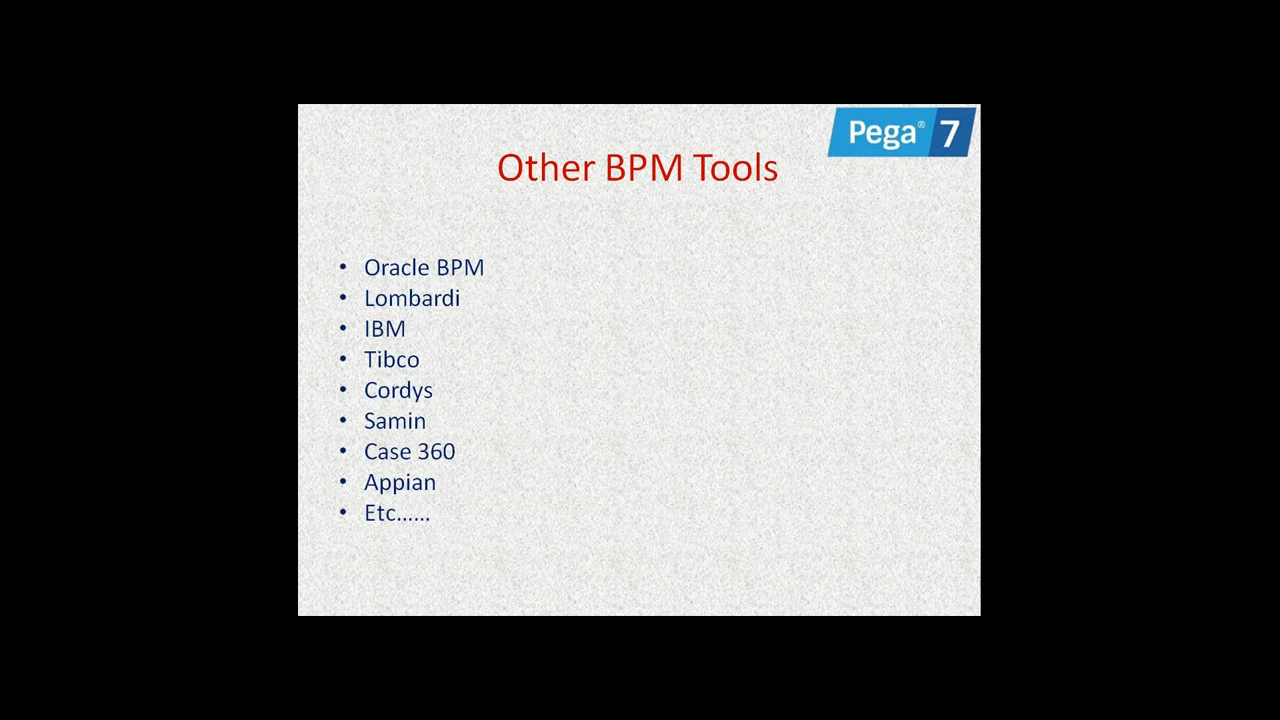 Pega® 7
Other BPM Tools
• Oracle BPM
• Lombardi
• IBM
• Tibco
• Cordys
• Samin
• Case 360
• Appian
• Etc……